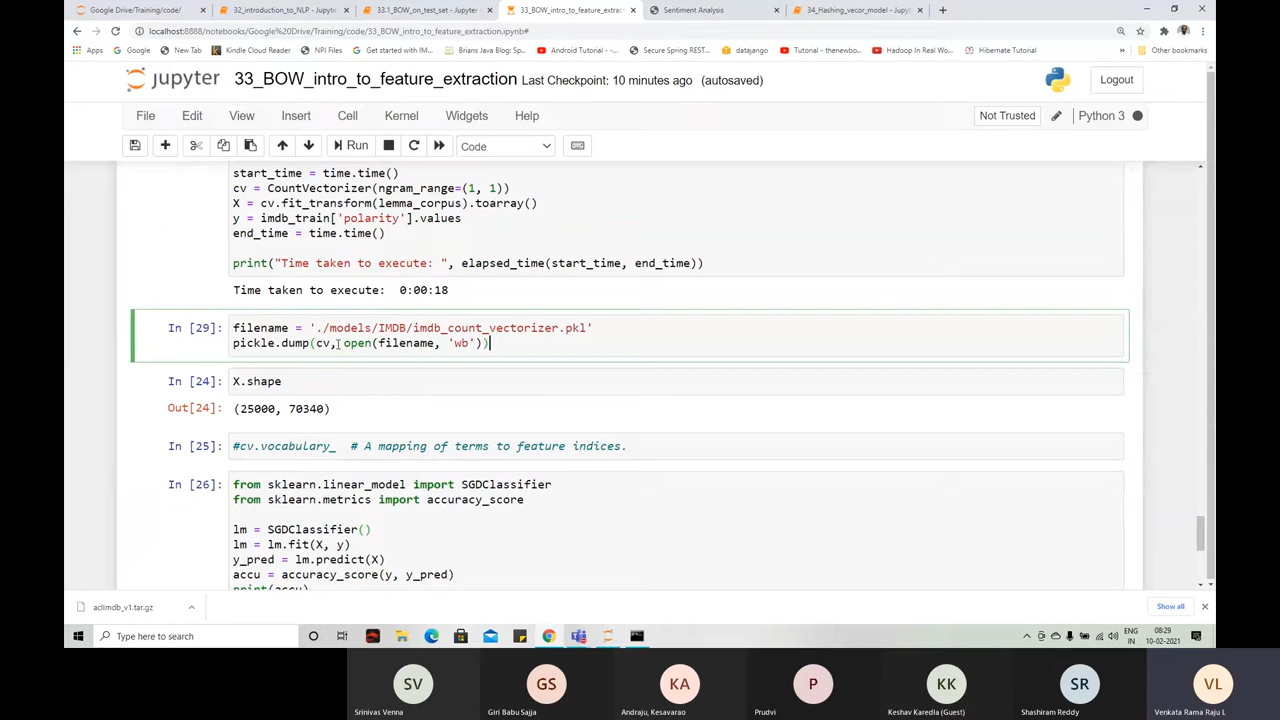 Google Drive/Training/code/
32_introduction_to_NLP - Jupyter
33.1_BOW_on_test_set - Jupyter
33_BOW_intro_to_feature_extrac
Sentiment Analysis
34_Hashing_vecor_model - Jupyter
localhost:8888/notebooks/Google%20Drive/Training/code/33_BOW_intro_to_feature_extraction.ipynb#
Apps
Google
New Tab
Kindle Cloud Reader
NPI Files
Get started with IM...
Brians Java Online Co...
Android Tutorial -...
Secure Spring REST...
datajango
Tutorial - thenewbo...
Hadoop In Real Wo...
Hibernate Tutorial
Other bookmarks
jupyter 33_BOW_intro_to_feature_extraction Last Checkpoint: 10 minutes ago (autosaved)
Logout
File Edit View Insert Cell Kernel Widgets Help
Not Trusted
Python 3
Run
Code
start_time = time.time()
cv = CountVectorizer(ngram_range=(1, 1))
X = cv.fit_transform(lemma_corpus).toarray()
y = imdb_train['polarity'].values
end_time = time.time()
print("Time taken to execute: ", elapsed_time(start_time, end_time))
Time taken to execute:  0:00:18
In [29]:
filename = './models/IMDB/imdb_count_vectorizer.pkl'
pickle.dump(cv, open(filename, 'wb'))
In [24]:
X.shape
Out[24]:
(25000, 70340)
In [25]:
#cv.vocabulary_  # A mapping of terms to feature indices.
In [26]:
from sklearn.linear_model import SGDClassifier
from sklearn.metrics import accuracy_score
lm = SGDClassifier()
lm = lm.fit(X, y)
y_pred = lm.predict(X)
accu = accuracy_score(y, y_pred)
print(accu)
aclImdb_v1.tar.gz
Show all
Type here to search
ENG
IN
08:29
10-02-2021
SV
GS
KA
P
KK
SR
VL
Srinivas Venna
Giri Babu Sajja
Andraju, Kesavarao
Prudvi
Keshav Karedla (Guest)
Shashiram Reddy
Venkata Rama Raju L